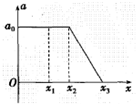 a
a₀
O x₁ x₂ x₃ x